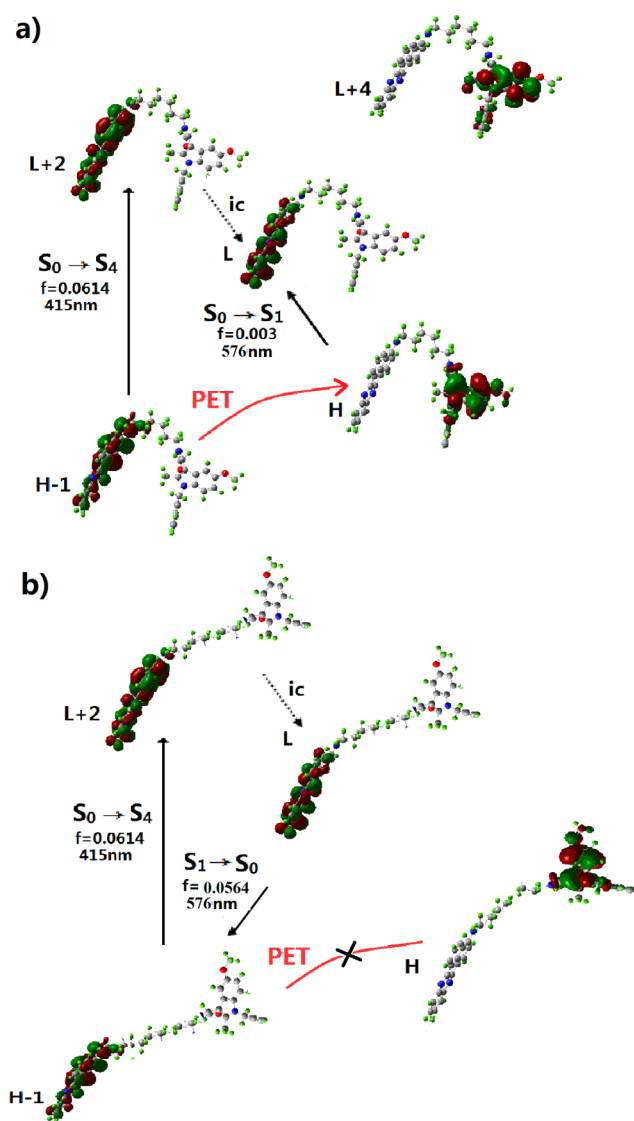 a)
L+4
L+2
ic
L
S₀→S₄
f=0.0614
415nm
S₀→S₁
f=0.003
576nm
PET
H
H-1
b)
L+2
ic
L
S₀→S₄
f=0.0614
415nm
S₁→S₀
f= 0.0564
576nm
PET
H
H-1